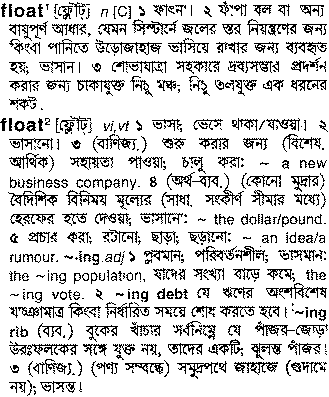 float¹ [ফ্লৌট্] n [C] ১ ফাৎনা। ২ ফাঁপা বল বা অন্য
বায়ুপূর্ণ আধার, যেমন সিস্টার্নে জলের স্তর নিয়ন্ত্রণের জন্য
কিংবা পানিতে উড়োজাহাজ ভাসিয়ে রাখার জন্য ব্যবহৃত
হয়; ভাসান। ৩ শোভাযাত্রা সহকারে দ্রব্যসম্ভার প্রদর্শন
করার জন্য চাকাযুক্ত নিচু মঞ্চ; নিচু তলযুক্ত এক ধরনের
শকট।
float² [ফ্লৌট্] vi,vt ১ ভাসা; ভেসে থাকা/যাওয়া। ২
ভাসানো। ৩ (বাণিজ্য.) শুরু করার জন্য (বিশেষ.
আর্থিক) সহায়তা পাওয়া; চালু করা: ~ a new
business company. ৪ (অর্থ-ব্যব.) (কোনো মুদ্রার)
বৈদেশিক বিনিময় মূল্যের (সাধা. সংকীর্ণ সীমার মধ্যে)
হেরফের হতে দেওয়া; ভাসানো: ~ the dollar/pound.
৫ প্রচার করা; রটানো; ছাড়া; ছড়ানো: ~ an idea/a
rumour. ~ing adj ১ প্লবমান; পরিবর্তনশীল; ভাসমান:
the ~ing population, যাদের সংখ্যা বাড়ে কমে; the
~ing vote. ২ ~ing debt যে ঋণের অংশবিশেষ
যাচ্ঞামাত্র কিংবা নির্ধারিত সময়ে শোধ করতে হবে। ~ing
rib (ব্যব.) বুকের খাঁচার সর্বনিম্নে যে পাঁজর-জোড়
উরঃফলকের সঙ্গে যুক্ত নয়, তাদের একটি; ঝুলন্ত পাঁজর।
৩ (বাণিজ্য.) (পণ্য সম্বন্ধে) সমুদ্রপথে জাহাজে (গুদামে
নয়); ভাসন্ত।